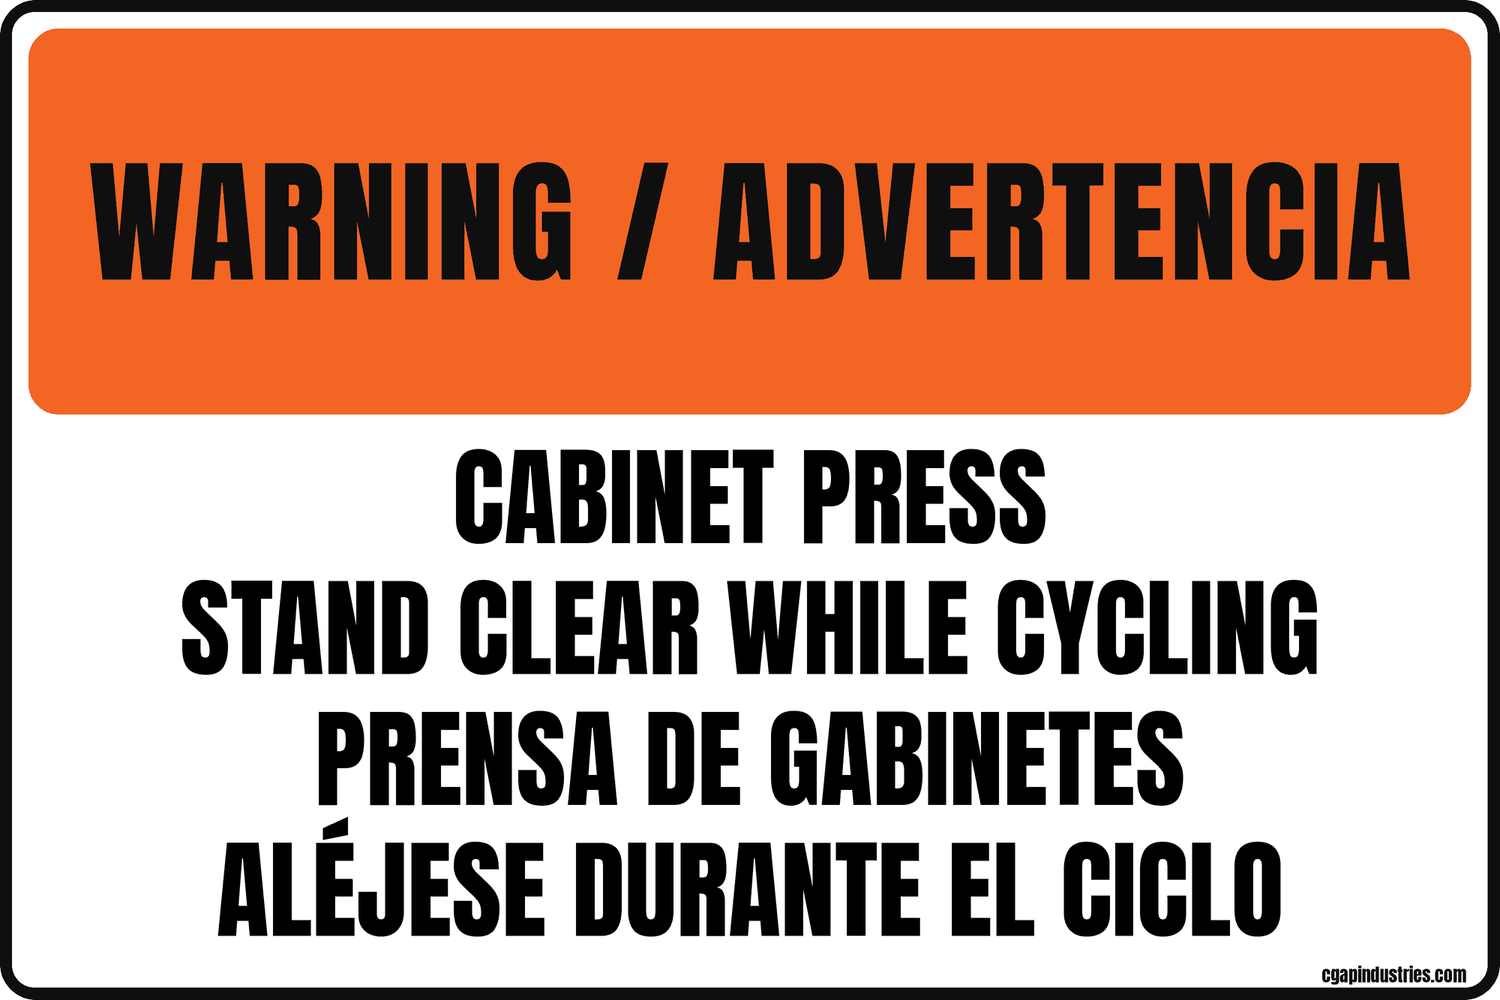 WARNING / ADVERTENCIA
CABINET PRESS
STAND CLEAR WHILE CYCLING
PRENSA DE GABINETES
ALÉJESE DURANTE EL CICLO
cgapindustries.com